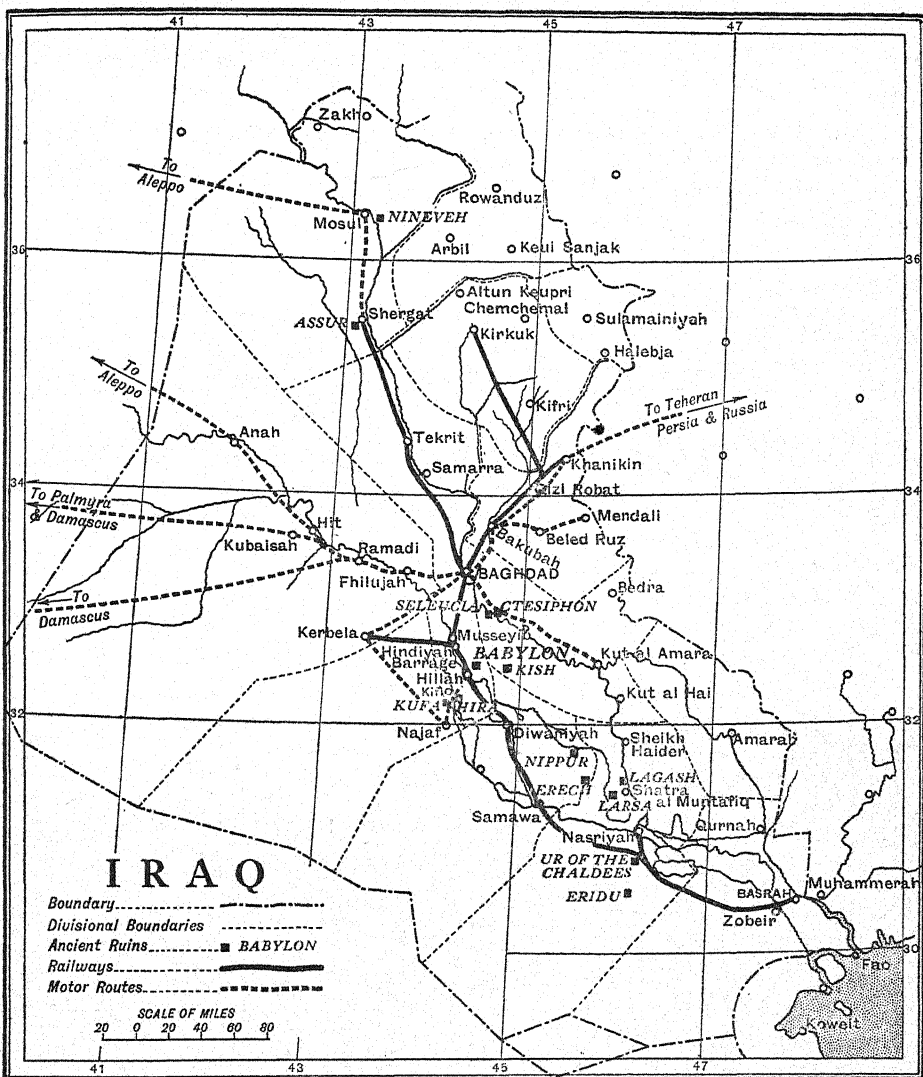 41 43 45 47
Zakho
To
Aleppo
Rowanduz
Mosul
NINEVEH
Arbil
Keui Sanjak
36
36
Altun Keupri
Chemchemal
Shergat
ASSUR
Sulamainiyah
Kirkuk
Halebja
To
Aleppo
Kifri
To Teheran
Persia & Russia
Anah
Tekrit
Khanikin
Samarra
34
34
Kizil Robat
To Palmyra
& Damascus
Hit
Mendali
Kubaisah
Bakubah
Beled Ruz
Ramadi
Fhilujah
BAGHDAD
Bedra
To
Damascus
SELEUCIA
CTESIPHON
Kerbela
Musseyib
Hindiyah
Barrage
BABYLON
Kut al Amara
KISH
Hillah
Kut al Hai
KUFA
HIRA
32
32
Najaf
Diwaniyah
Sheikh
Haider
Amarah
NIPPUR
LAGASH
ERECH
Shatra
LARSA
al Muntafiq
Samawa
Nasriyah
Qurnah
UR OF THE
CHALDEES
ERIDU
BASRAH
Muhammerah
Zobeir
30
Fao
Koweit
IRAQ
Boundary
Divisional Boundaries
Ancient Ruins BABYLON
Railways
Motor Routes
SCALE OF MILES
20 0 20 40 60 80
41 43 45 47